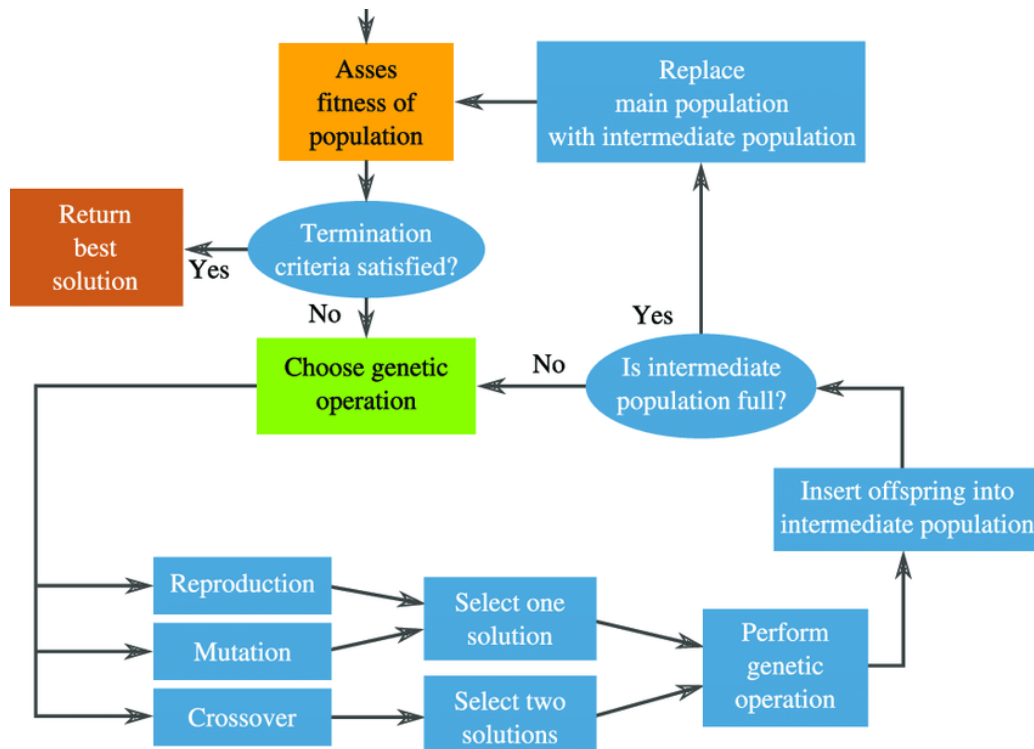 Asses
fitness of
population
Replace
main population
with intermediate population
Return
best
solution
Yes
Termination
criteria satisfied?
No
Choose genetic
operation
No
Yes
Is intermediate
population full?
Insert offspring into
intermediate population
Reproduction
Mutation
Crossover
Select one
solution
Select two
solutions
Perform
genetic
operation